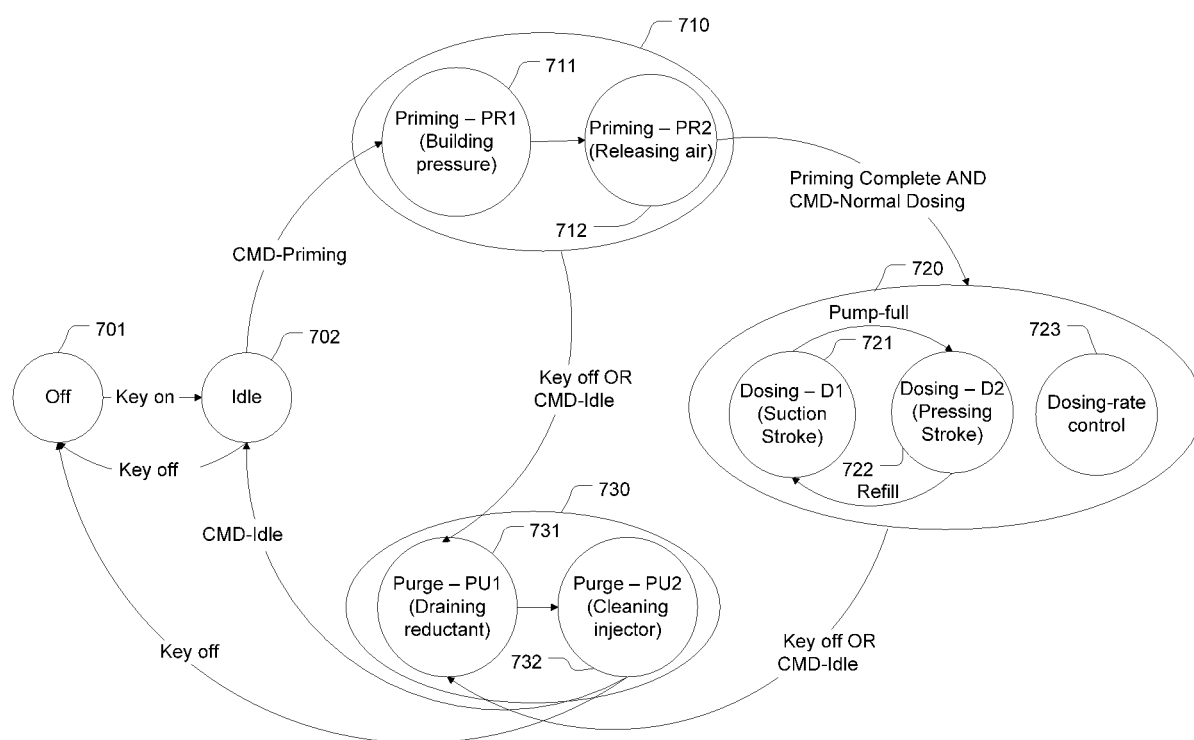 710
711
Priming – PR1
(Building
pressure)
Priming – PR2
(Releasing air)
712
Priming Complete AND
CMD-Normal Dosing
CMD-Priming
720
701
702
Pump-full
721
723
Off
Key on
Idle
Key off OR
CMD-Idle
Dosing – D1
(Suction
Stroke)
Dosing – D2
(Pressing
Stroke)
Dosing-rate
control
Key off
722
Refill
730
CMD-Idle
731
Purge – PU1
(Draining
reductant)
Purge – PU2
(Cleaning
injector)
732
Key off
Key off OR
CMD-Idle